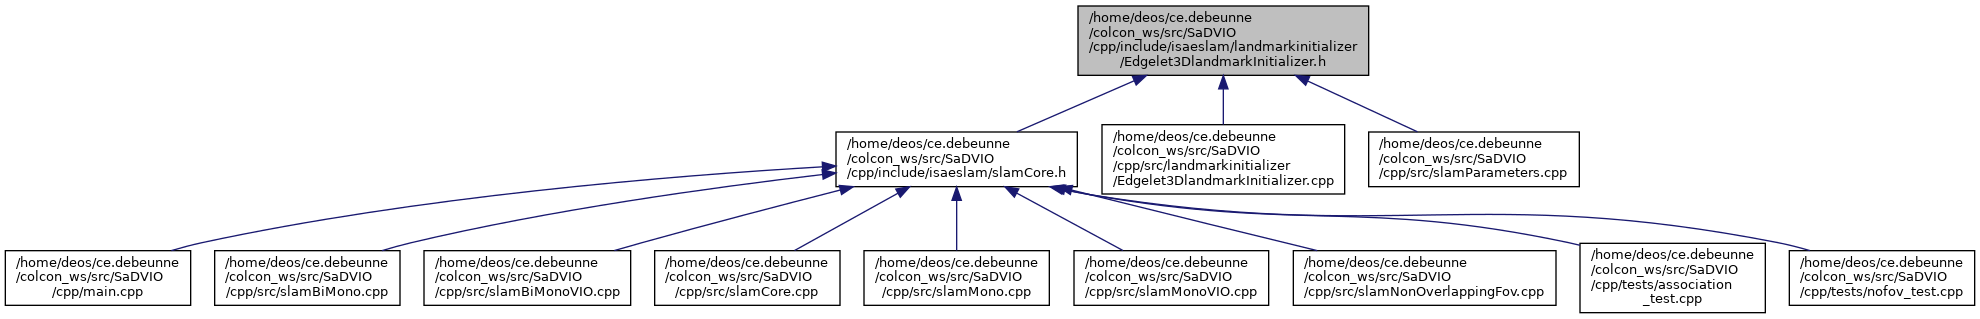 /home/deos/ce.debeunne
/colcon_ws/src/SaDVIO
/cpp/include/isaeslam/landmarkinitializer
/Edgelet3DlandmarkInitializer.h
/home/deos/ce.debeunne
/colcon_ws/src/SaDVIO
/cpp/include/isaeslam/slamCore.h
/home/deos/ce.debeunne
/colcon_ws/src/SaDVIO
/cpp/src/landmarkinitializer
/Edgelet3DlandmarkInitializer.cpp
/home/deos/ce.debeunne
/colcon_ws/src/SaDVIO
/cpp/src/slamParameters.cpp
/home/deos/ce.debeunne
/colcon_ws/src/SaDVIO
/cpp/main.cpp
/home/deos/ce.debeunne
/colcon_ws/src/SaDVIO
/cpp/src/slamBiMono.cpp
/home/deos/ce.debeunne
/colcon_ws/src/SaDVIO
/cpp/src/slamBiMonoVIO.cpp
/home/deos/ce.debeunne
/colcon_ws/src/SaDVIO
/cpp/src/slamCore.cpp
/home/deos/ce.debeunne
/colcon_ws/src/SaDVIO
/cpp/src/slamMono.cpp
/home/deos/ce.debeunne
/colcon_ws/src/SaDVIO
/cpp/src/slamMonoVIO.cpp
/home/deos/ce.debeunne
/colcon_ws/src/SaDVIO
/cpp/src/slamNonOverlappingFov.cpp
/home/deos/ce.debeunne
/colcon_ws/src/SaDVIO
/cpp/tests/association
_test.cpp
/home/deos/ce.debeunne
/colcon_ws/src/SaDVIO
/cpp/tests/nofov_test.cpp